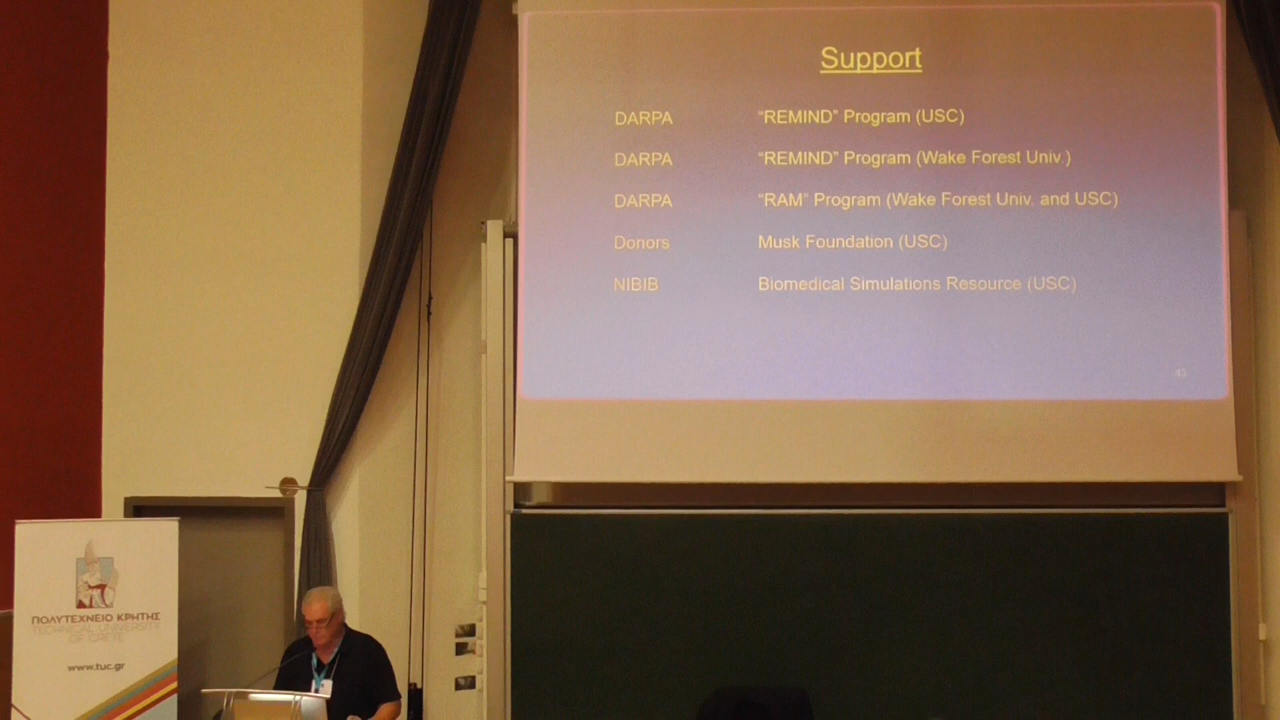 Support
DARPA "REMIND" Program (USC)
DARPA "REMIND" Program (Wake Forest Univ.)
DARPA "RAM" Program (Wake Forest Univ. and USC)
Donors Musk Foundation (USC)
NIBIB Biomedical Simulations Resource (USC)
43
ΠΟΛΥΤΕΧΝΕΙΟ ΚΡΗΤΗΣ
TECHNICAL UNIVERSITY
OF CRETE
www.tuc.gr